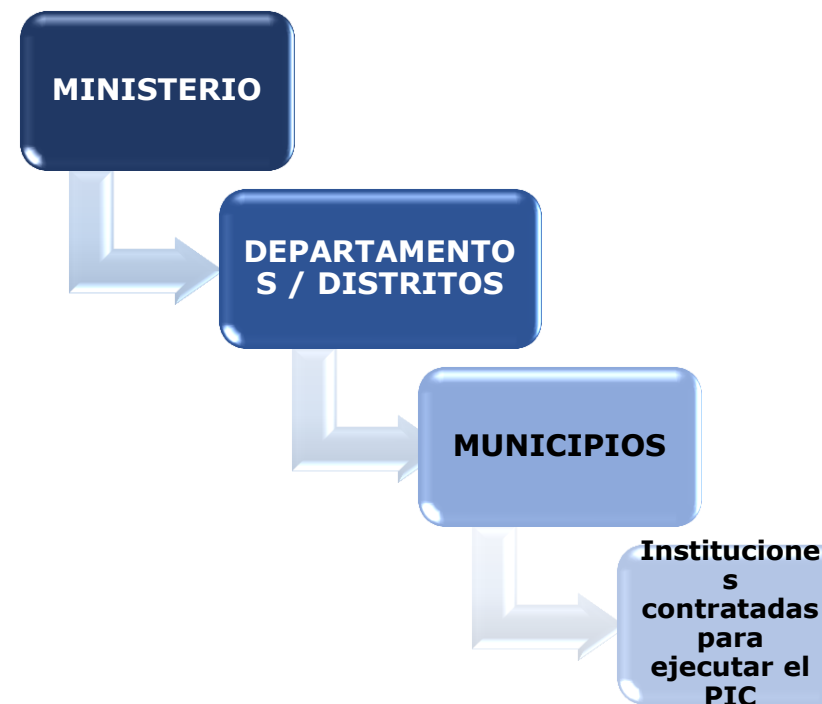 MINISTERIO
DEPARTAMENTO
S / DISTRITOS
MUNICIPIOS
Institucione
s
contratadas
para
ejecutar el
PIC